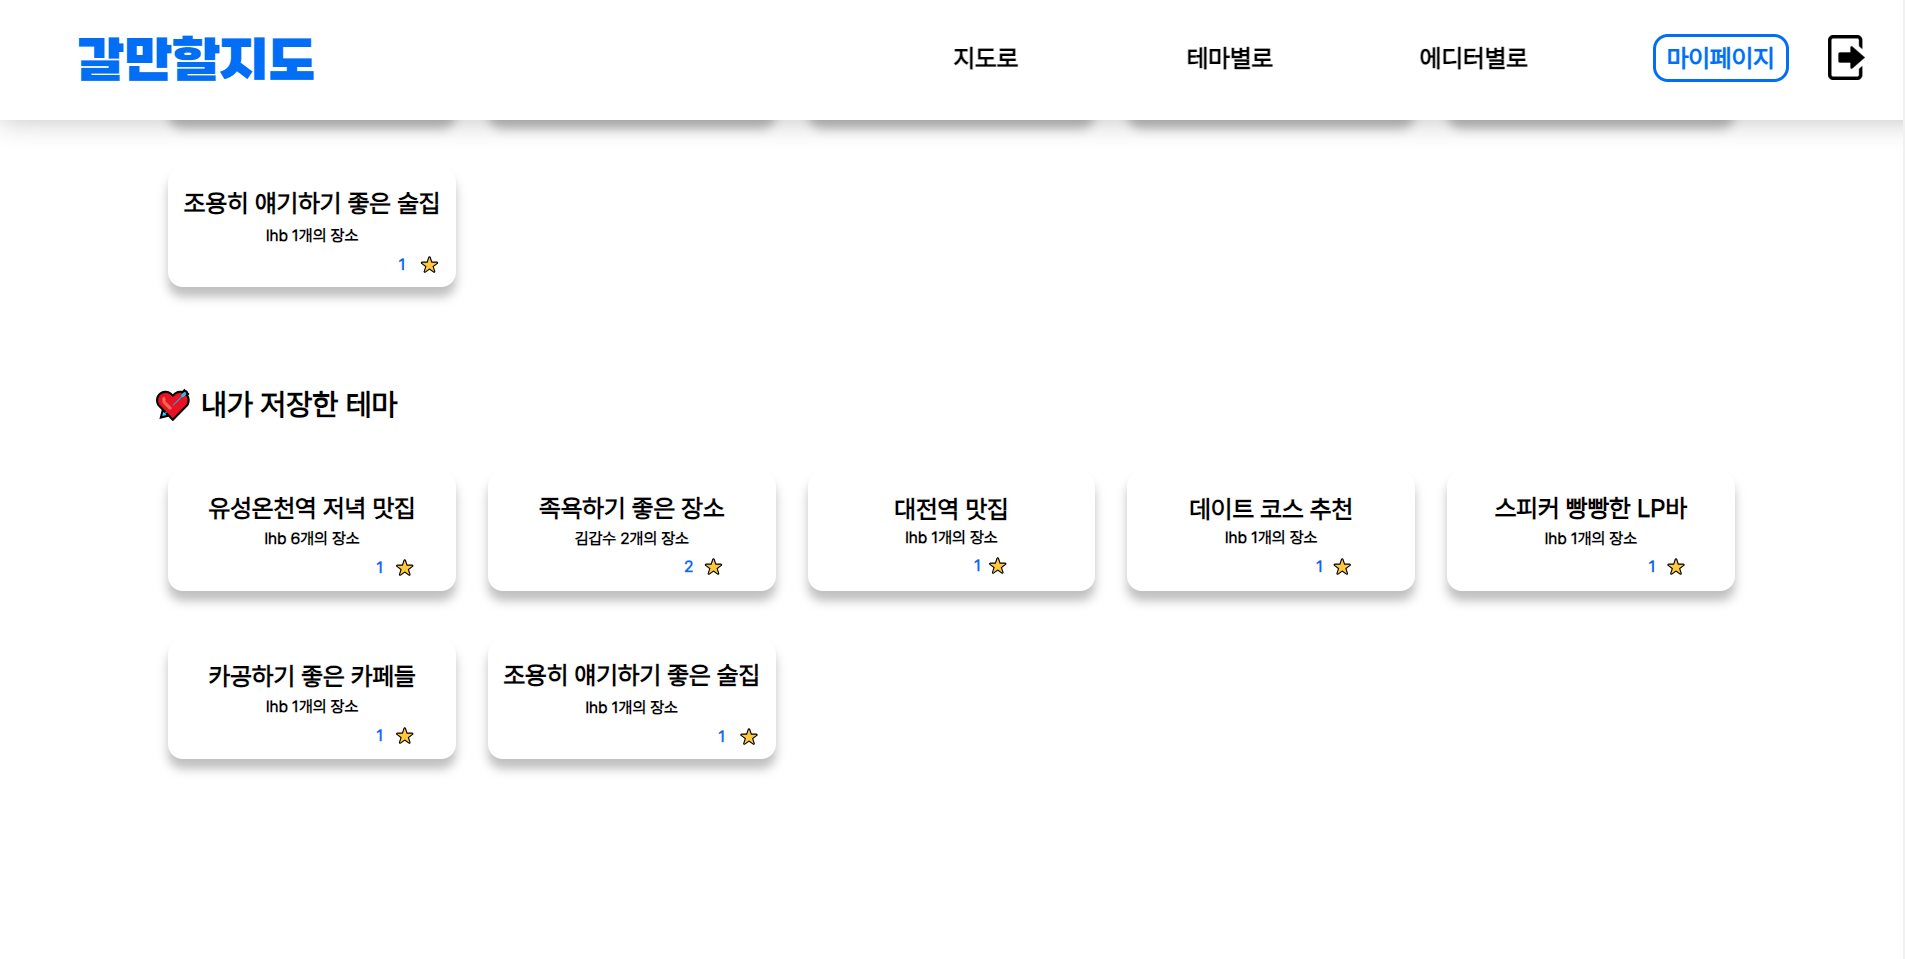 갈만할지도
지도로
테마별로
에디터별로
마이페이지
조용히 얘기하기 좋은 술집
lhb 1개의 장소
1
내가 저장한 테마
유성온천역 저녁 맛집
lhb 6개의 장소
1
족욕하기 좋은 장소
김갑수 2개의 장소
2
대전역 맛집
lhb 1개의 장소
1
데이트 코스 추천
lhb 1개의 장소
1
스피커 빵빵한 LP바
lhb 1개의 장소
1
카공하기 좋은 카페들
lhb 1개의 장소
1
조용히 얘기하기 좋은 술집
lhb 1개의 장소
1